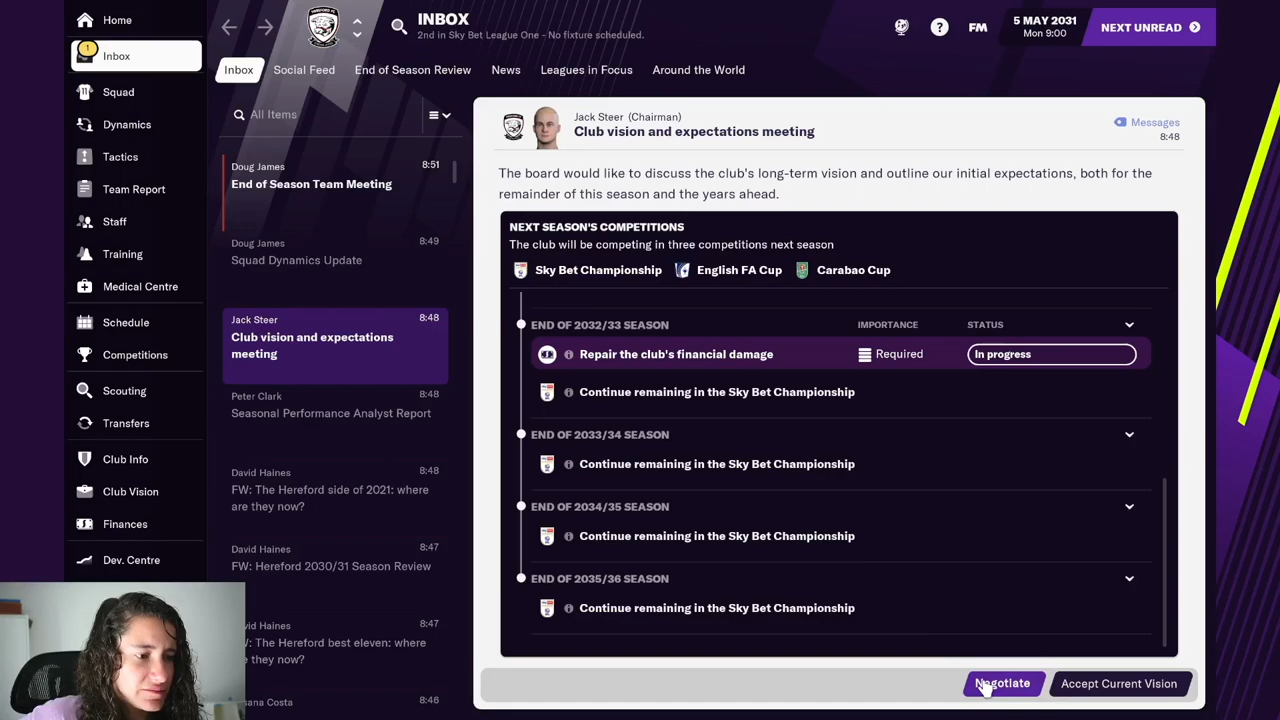 Home
Inbox
1
Squad
Dynamics
Tactics
Team Report
Staff
Training
Medical Centre
Schedule
Competitions
Scouting
Transfers
Club Info
Club Vision
Finances
Dev. Centre
INBOX
2nd in Sky Bet League One - No fixture scheduled.
?
FM
5 MAY 2031
Mon 9:00
NEXT UNREAD
Inbox
Social Feed
End of Season Review
News
Leagues in Focus
Around the World
All Items
Doug James 8:51
End of Season Team Meeting
Doug James 8:49
Squad Dynamics Update
Jack Steer 8:48
Club vision and expectations
meeting
Peter Clark 8:48
Seasonal Performance Analyst Report
David Haines 8:48
FW: The Hereford side of 2021: where
are they now?
David Haines 8:47
FW: Hereford 2030/31 Season Review
vid Haines 8:47
: The Hereford best eleven: where
they now?
ana Costa 8:46
Jack Steer (Chairman)
Club vision and expectations meeting
Messages
8:48
The board would like to discuss the club's long-term vision and outline our initial expectations, both for the
remainder of this season and the years ahead.
NEXT SEASON'S COMPETITIONS
The club will be competing in three competitions next season
Sky Bet Championship English FA Cup Carabao Cup
END OF 2032/33 SEASON IMPORTANCE STATUS
Repair the club's financial damage Required In progress
Continue remaining in the Sky Bet Championship
END OF 2033/34 SEASON
Continue remaining in the Sky Bet Championship
END OF 2034/35 SEASON
Continue remaining in the Sky Bet Championship
END OF 2035/36 SEASON
Continue remaining in the Sky Bet Championship
Negotiate
Accept Current Vision